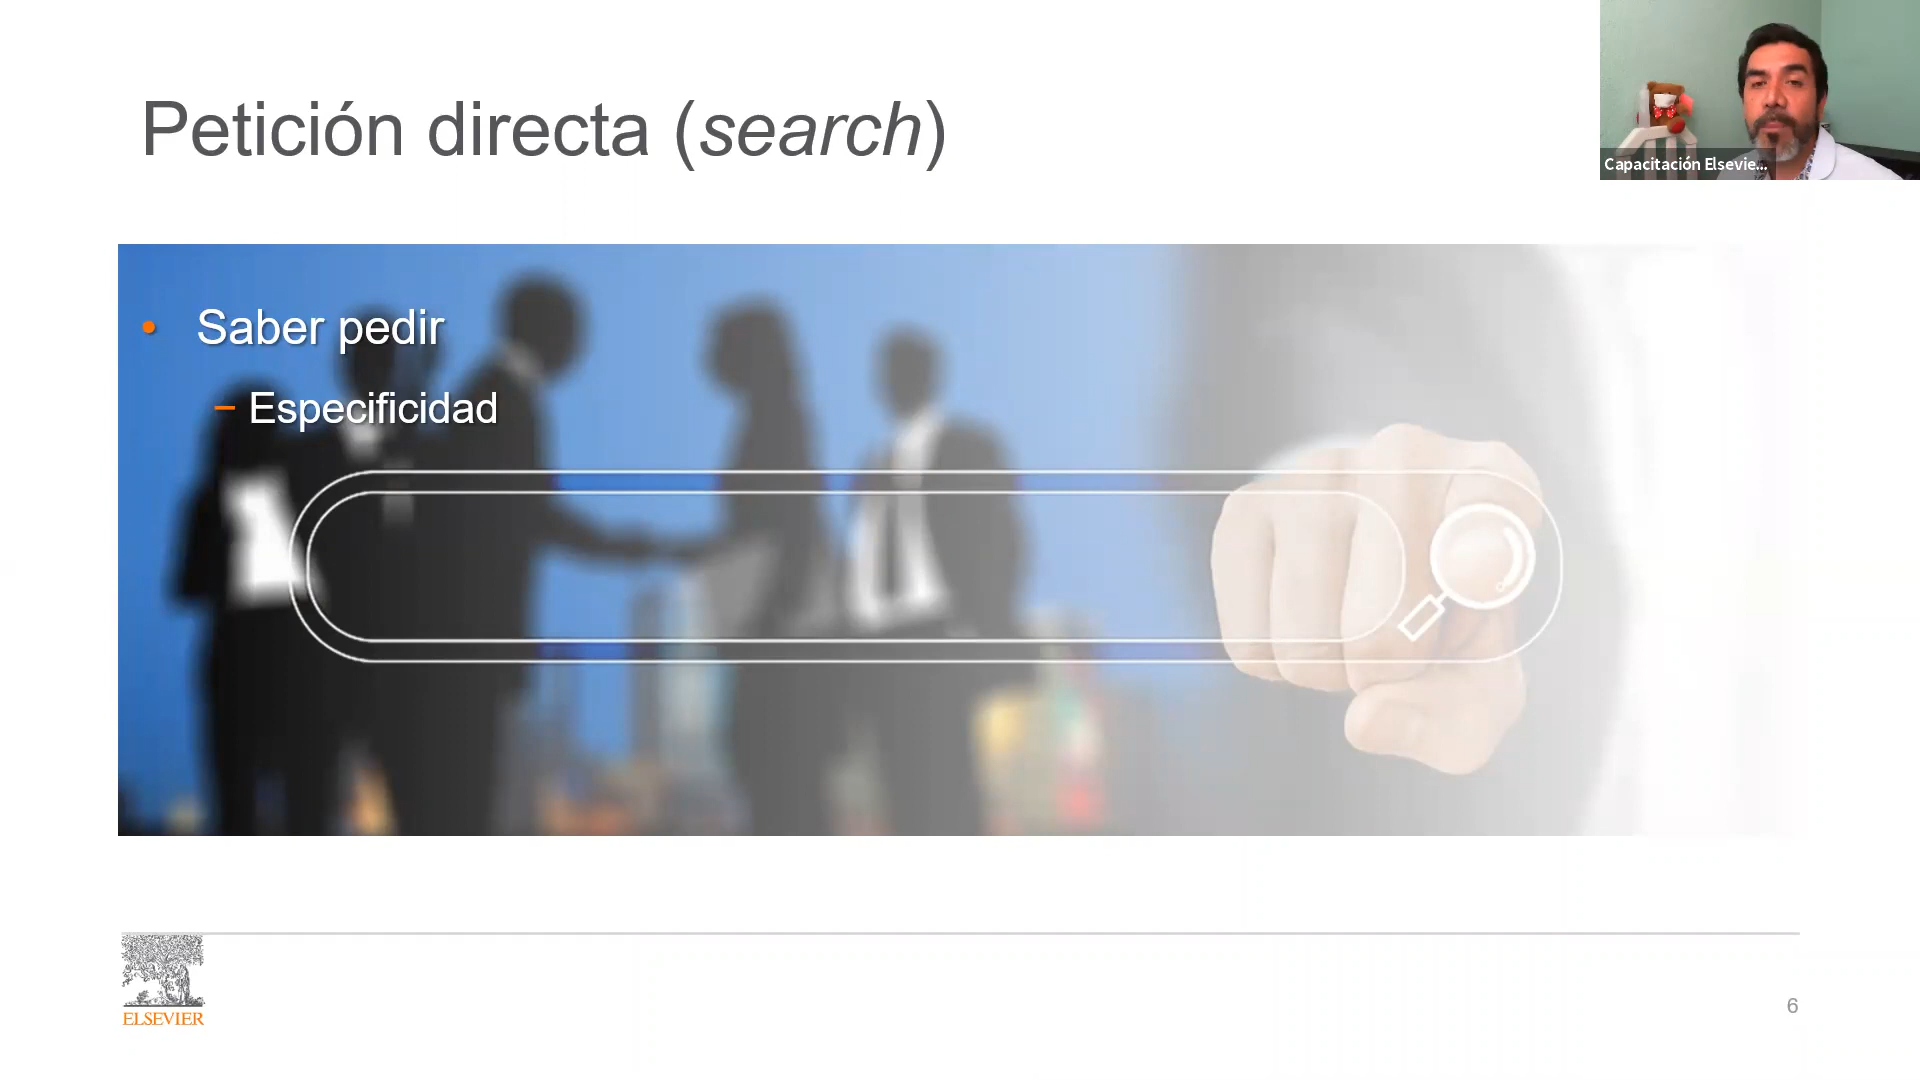 Petición directa (search)
Capacitación Elsevie...
• Saber pedir
– Especificidad
ELSEVIER
6